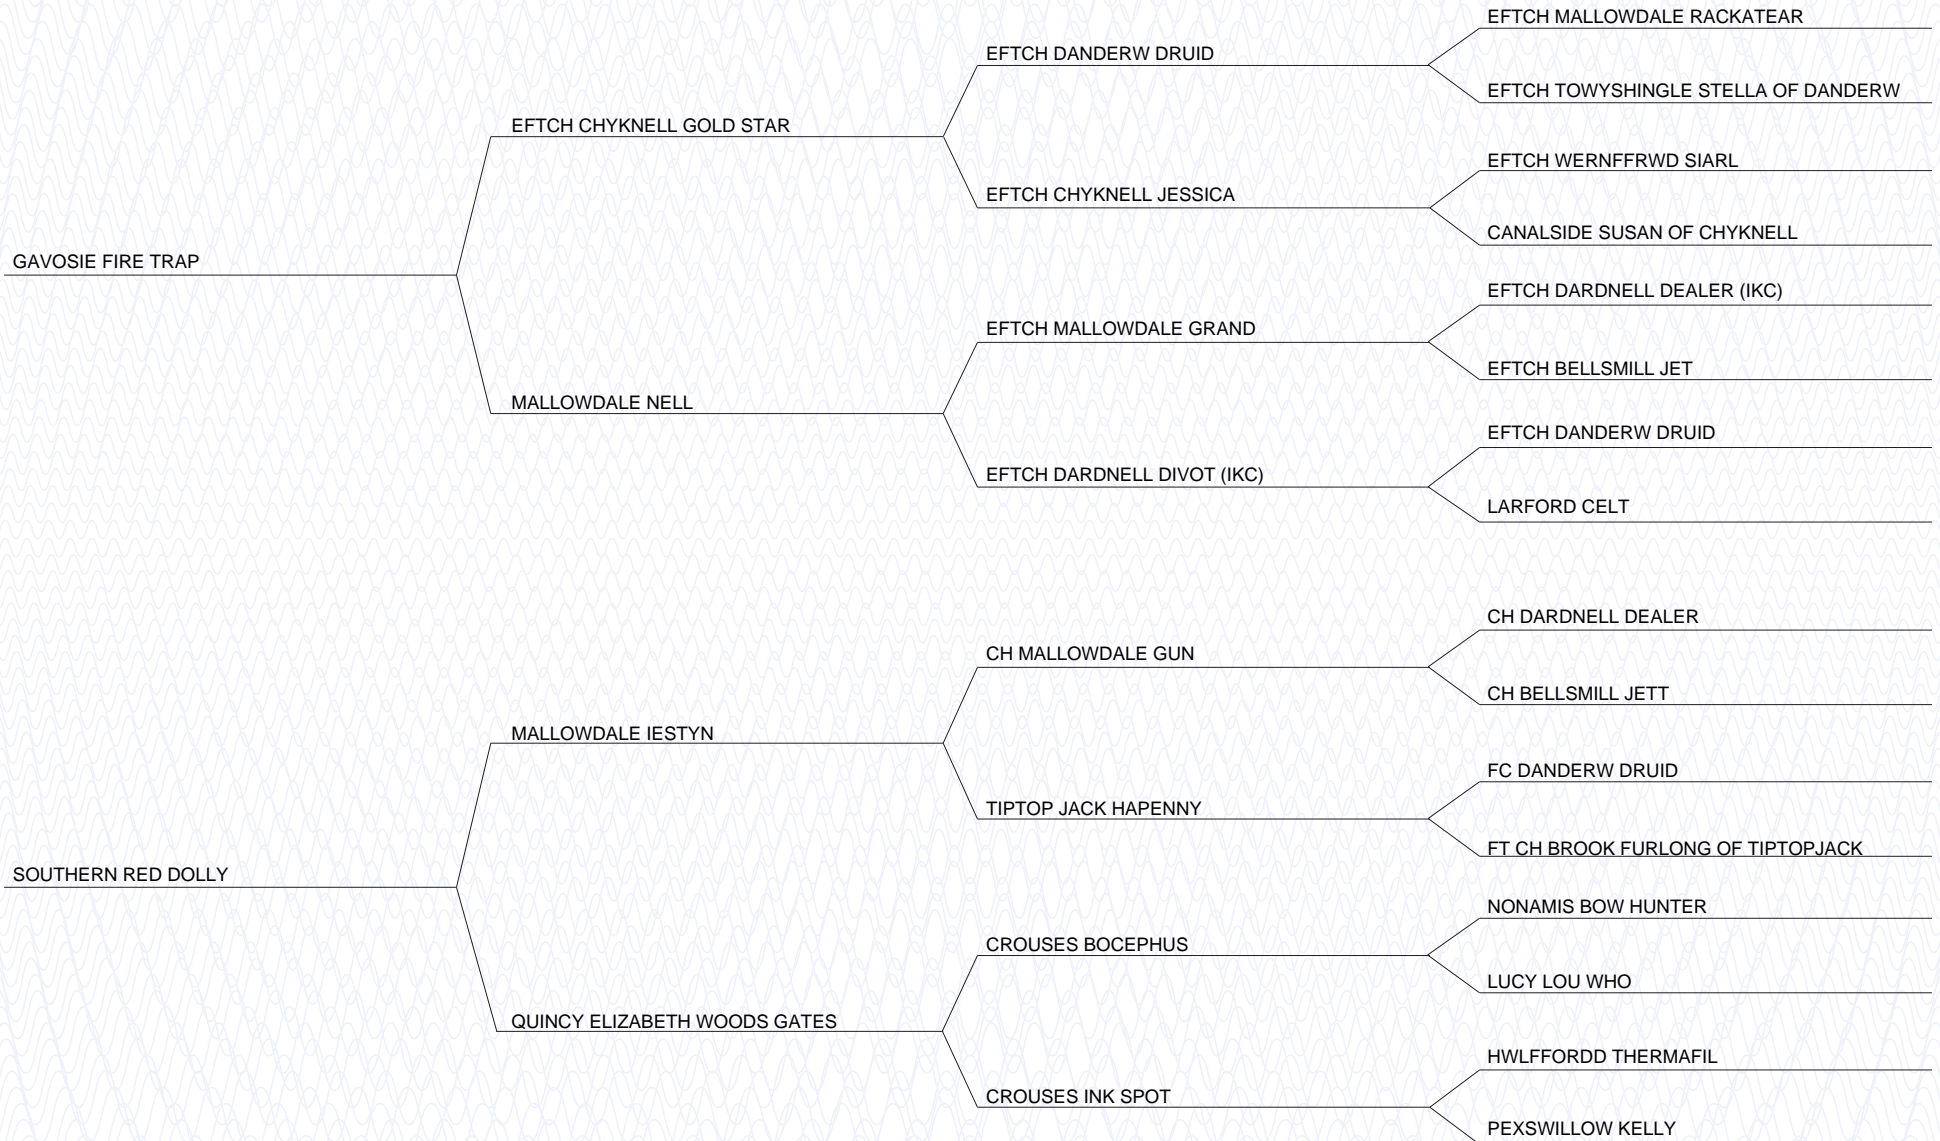 EFTCH MALLOWDALE RACKATEAR
EFTCH DANDERW DRUID
EFTCH TOWYSHINGLE STELLA OF DANDERW
EFTCH CHYKNELL GOLD STAR
EFTCH WERNFFRWD SIARL
EFTCH CHYKNELL JESSICA
CANALSIDE SUSAN OF CHYKNELL
GAVOSIE FIRE TRAP
EFTCH DARDNELL DEALER (IKC)
EFTCH MALLOWDALE GRAND
EFTCH BELLSMILL JET
MALLOWDALE NELL
EFTCH DANDERW DRUID
EFTCH DARDNELL DIVOT (IKC)
LARFORD CELT
CH DARDNELL DEALER
CH MALLOWDALE GUN
CH BELLSMILL JETT
MALLOWDALE IESTYN
FC DANDERW DRUID
TIPTOP JACK HAPENNY
FT CH BROOK FURLONG OF TIPTOPJACK
SOUTHERN RED DOLLY
NONAMIS BOW HUNTER
CROUSES BOCEPHUS
LUCY LOU WHO
QUINCY ELIZABETH WOODS GATES
HWLFFORDD THERMAFIL
CROUSES INK SPOT
PEXSWILLOW KELLY